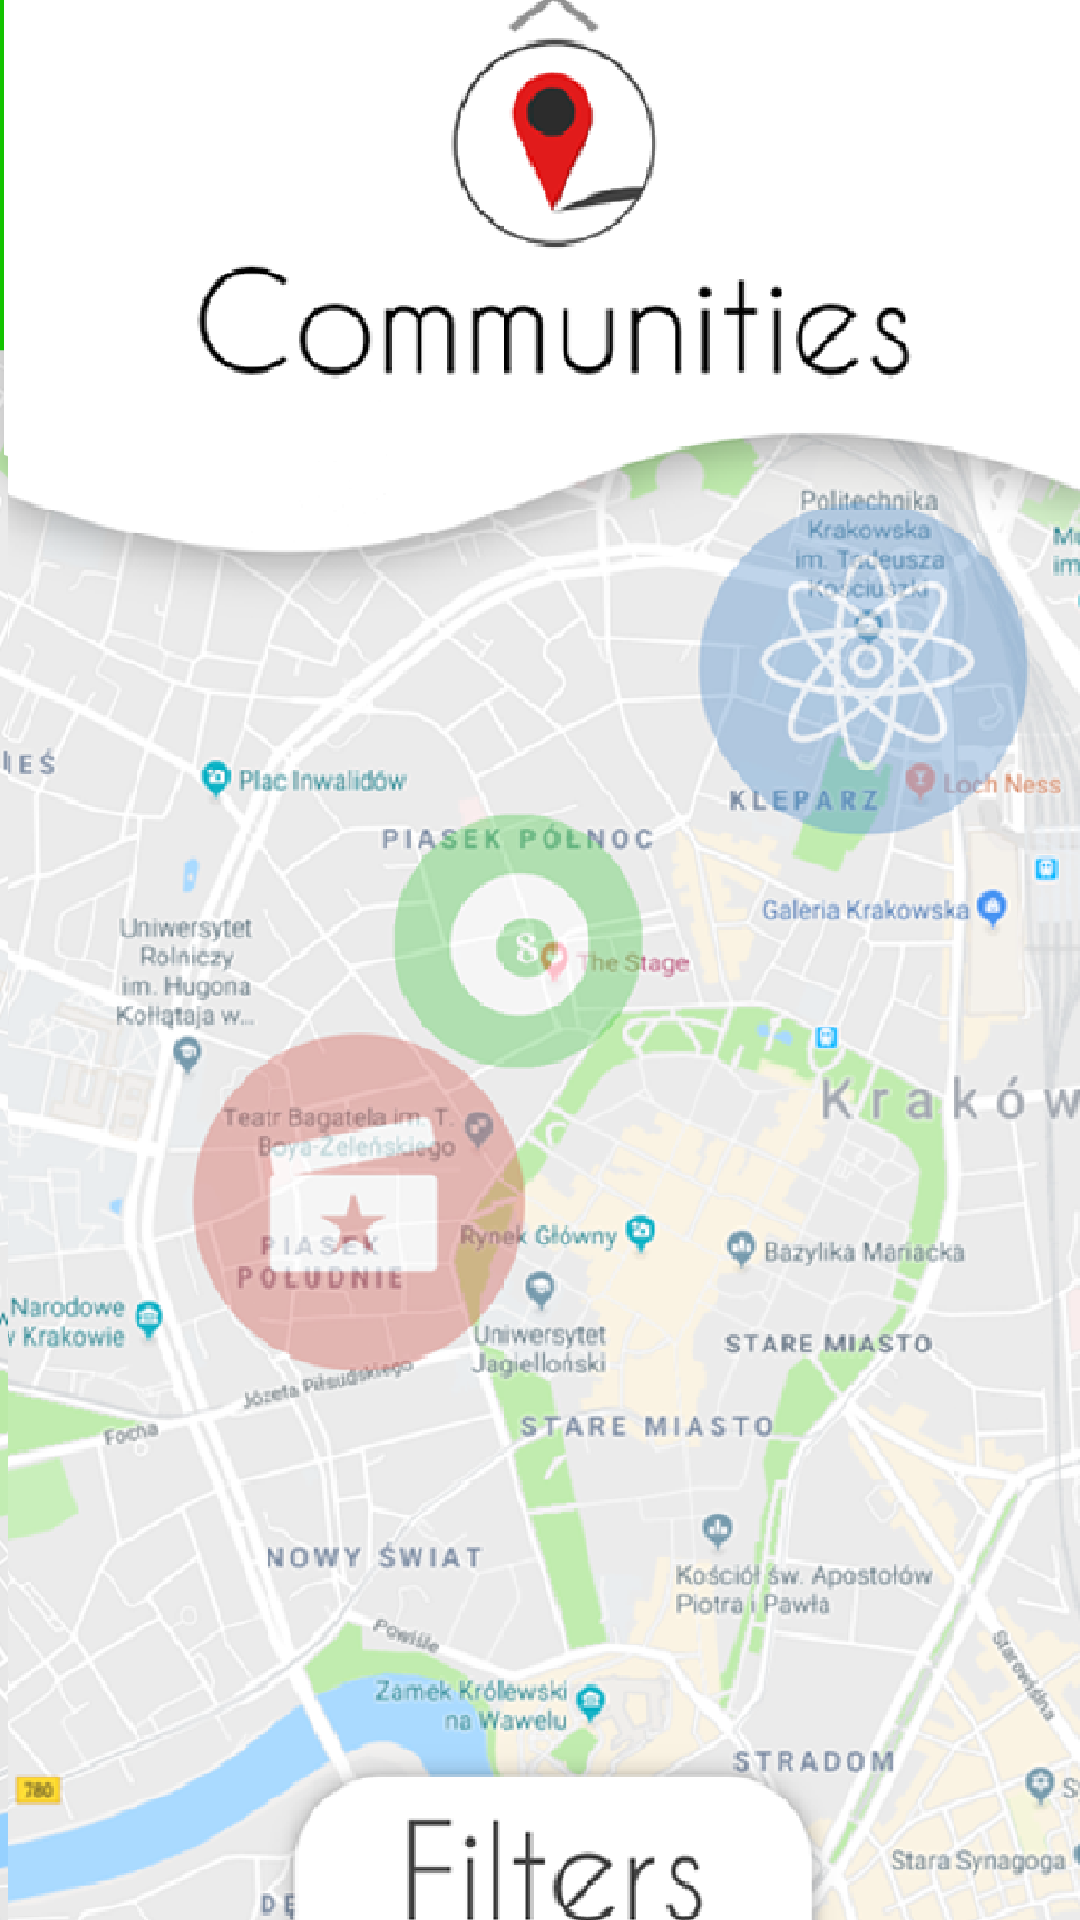 Communities
Politechnika
Krakowska
im. Tadeusza
Kościuszki
im
IEŚ
Plac Inwalidów
KLEPARZ
Loch Ness
PIASEK PÓŁNOC
Galeria Krakowska
Uniwersytet
Rolniczy
im. Hugona
Kołłątaja w...
8
The Stage
Kraków
Teatr Bagatela im. T.
Boya-Żeleńskiego
Rynek Główny
Bazylika Mariacka
PIASEK
POŁUDNIE
Narodowe
w Krakowie
Uniwersytet
Jagielloński
STARE MIASTO
Józefa Piłsudskiego
Focha
STARE MIASTO
NOWY ŚWIAT
Kościół św. Apostołów
Piotra i Pawła
Powiśle
Starowiślna
Zamek Królewski
na Wawelu
STRADOM
780
S
Stara Synagoga
Filters
DĘ